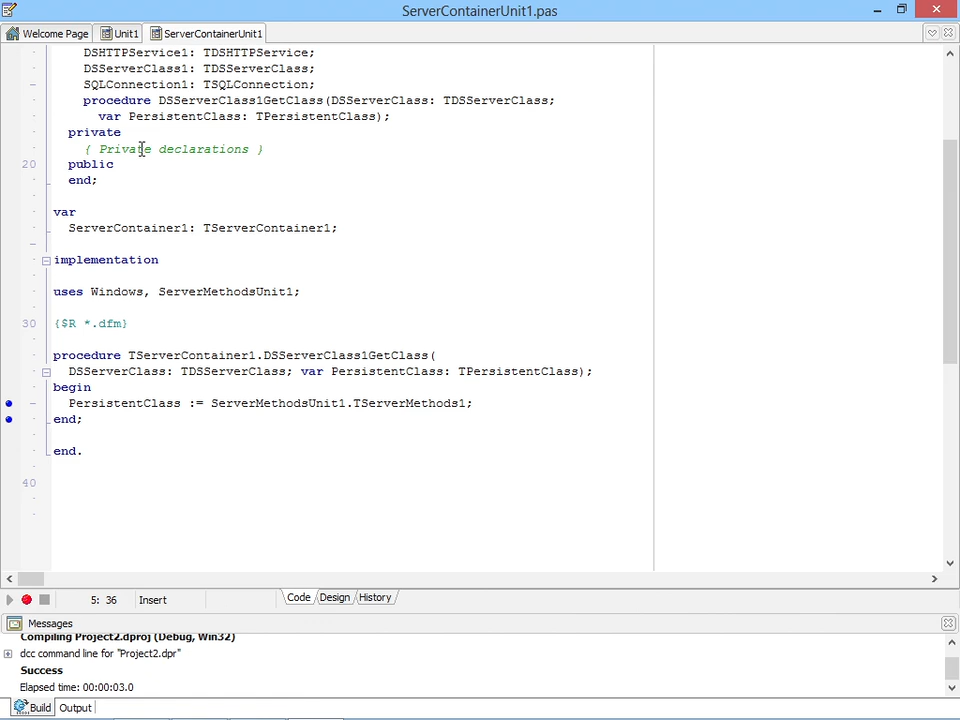 ServerContainerUnit1.pas
Welcome Page Unit1 ServerContainerUnit1
DSHTTPService1: TDSHTTPService;
DSServerClass1: TDSServerClass;
SQLConnection1: TSQLConnection;
procedure DSServerClass1GetClass(DSServerClass: TDSServerClass;
var PersistentClass: TPersistentClass);
private
{ Private declarations }
20 public
end;
var
ServerContainer1: TServerContainer1;
implementation
uses Windows, ServerMethodsUnit1;
30 {$R *.dfm}
procedure TServerContainer1.DSServerClass1GetClass(
DSServerClass: TDSServerClass; var PersistentClass: TPersistentClass);
begin
PersistentClass := ServerMethodsUnit1.TServerMethods1;
end;
end.
40
5: 36 Insert Code Design History
Messages
Compiling Project2.dproj (Debug, Win32)
dcc command line for "Project2.dpr"
Success
Elapsed time: 00:00:03.0
Build Output